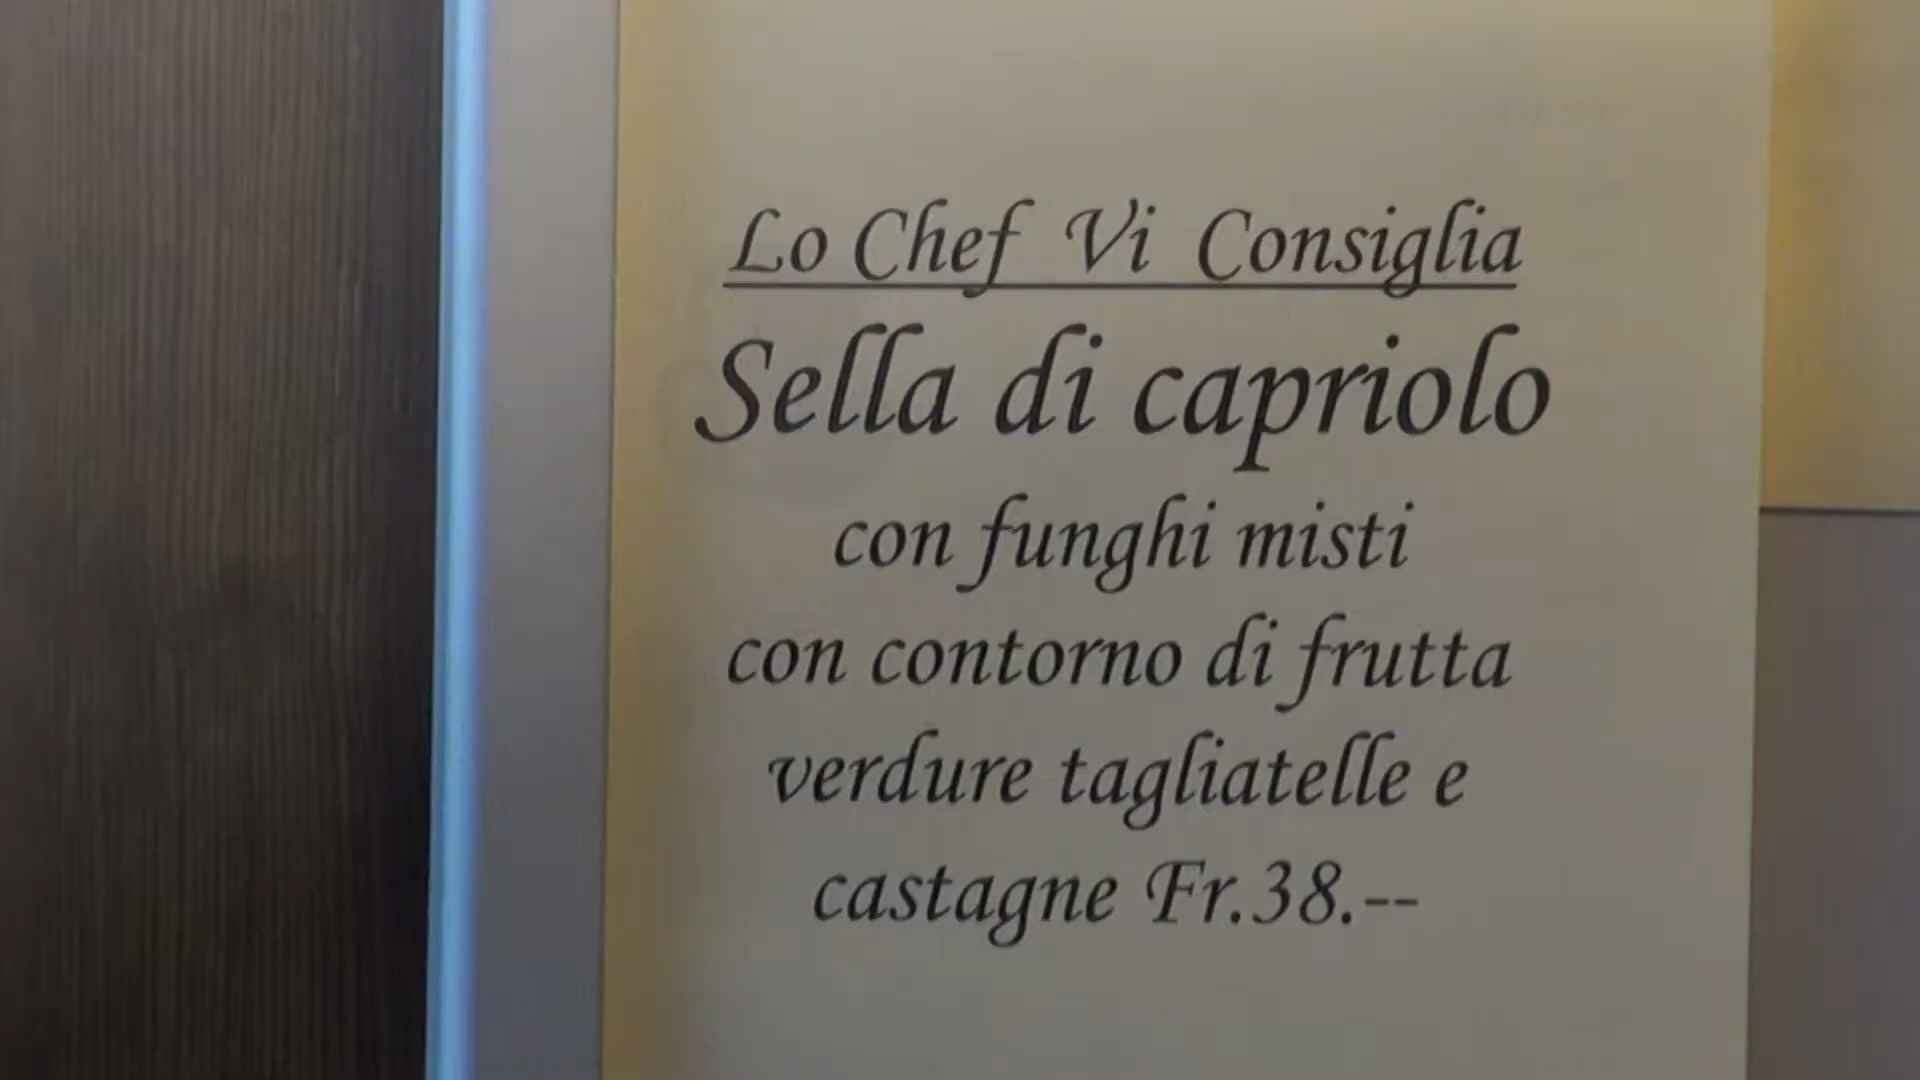 Lo Chef Vi Consiglia
Sella di capriolo
con funghi misti
con contorno di frutta
verdure tagliatelle e
castagne Fr.38.--